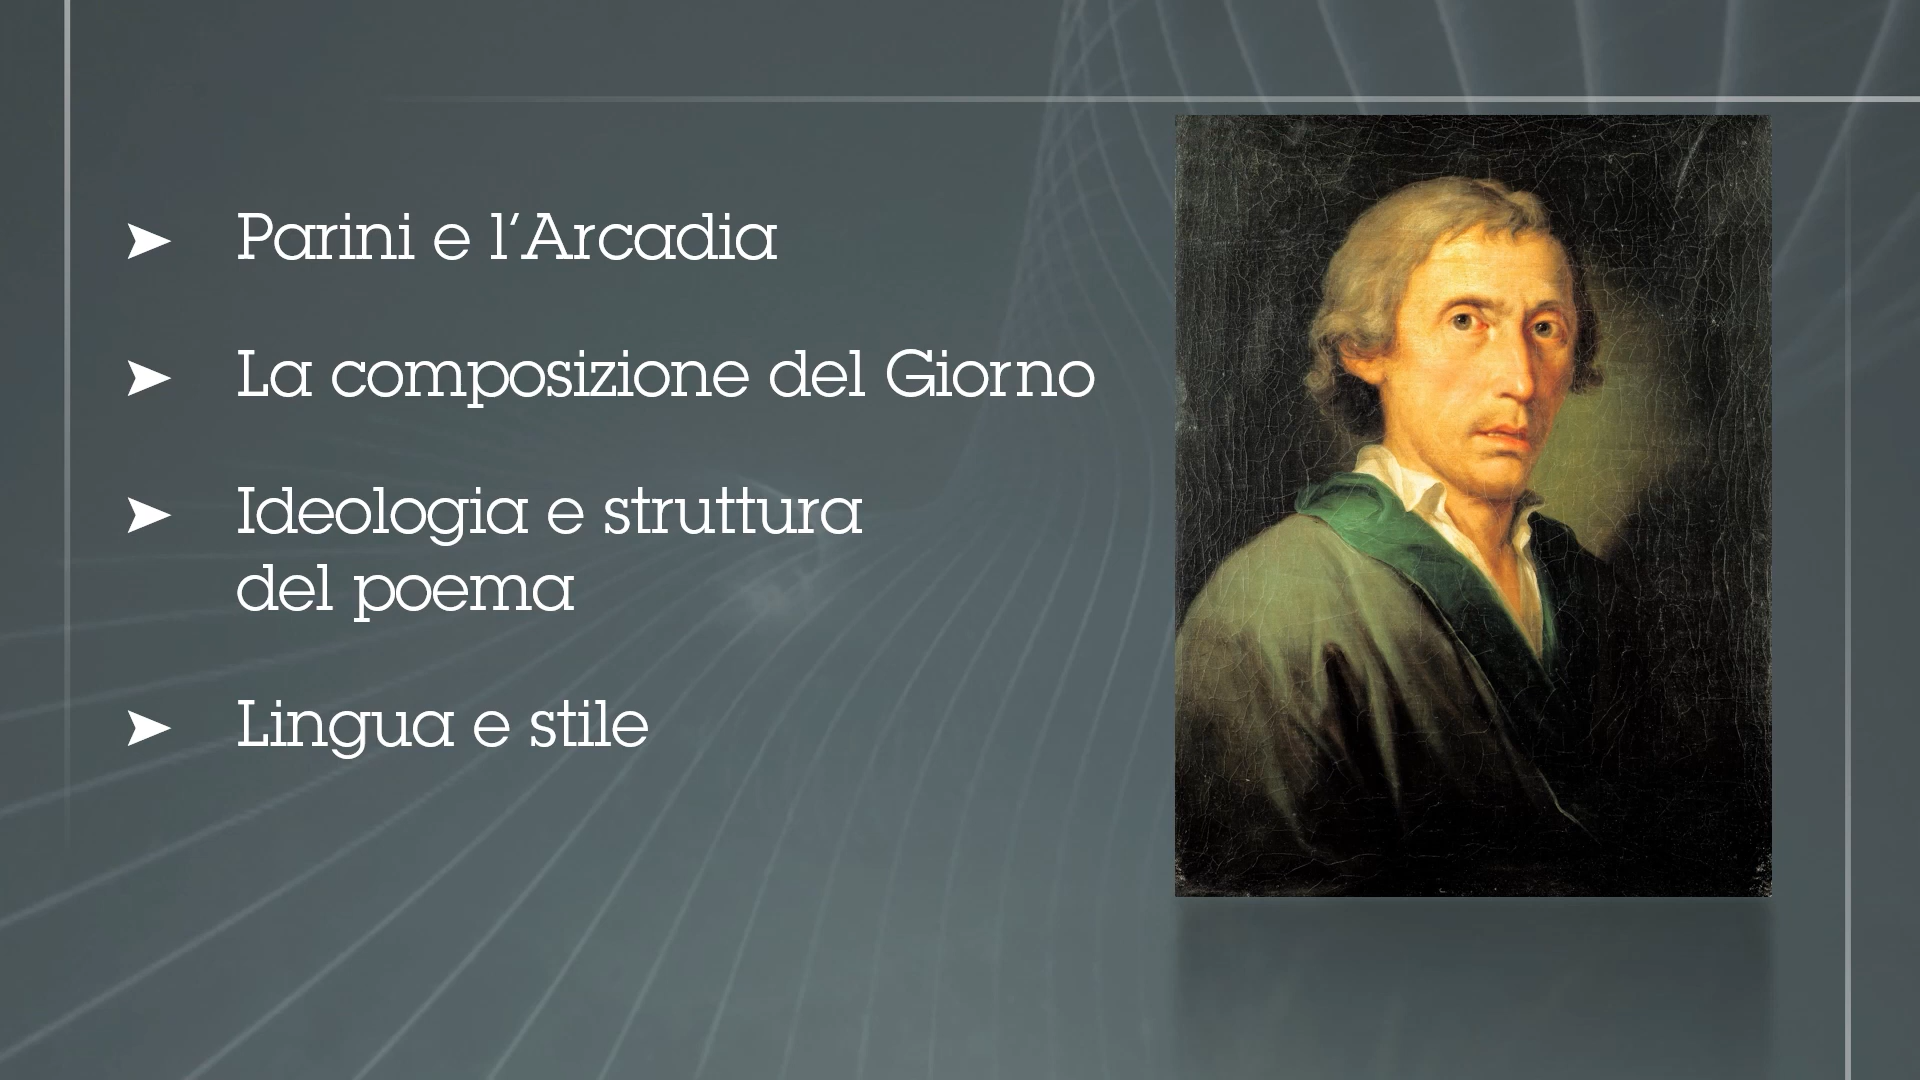 Parini e l'Arcadia
La composizione del Giorno
Ideologia e struttura
del poema
Lingua e stile